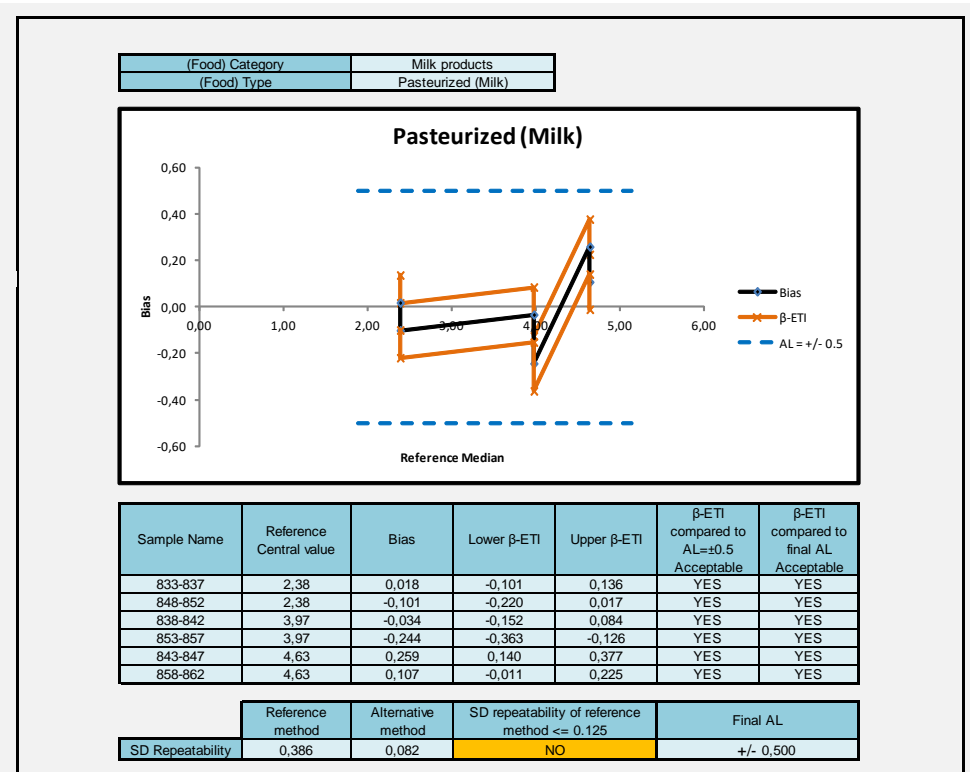 (Food) Category Milk products
(Food) Type Pasteurized (Milk)
Pasteurized (Milk)
0,60
0,40
0,20
0,00
-0,20
-0,40
-0,60
Bias
0,00 1,00 2,00 3,00 4,00 5,00 6,00
Reference Median
Bias
β-ETI
AL = +/- 0.5
Sample Name Reference Central value Bias Lower β-ETI Upper β-ETI β-ETI compared to AL=±0.5 Acceptable β-ETI compared to final AL Acceptable
833-837 2,38 0,018 -0,101 0,136 YES YES
848-852 2,38 -0,101 -0,220 0,017 YES YES
838-842 3,97 -0,034 -0,152 0,084 YES YES
853-857 3,97 -0,244 -0,363 -0,126 YES YES
843-847 4,63 0,259 0,140 0,377 YES YES
858-862 4,63 0,107 -0,011 0,225 YES YES
Reference method Alternative method SD repeatability of reference method <= 0.125 Final AL
SD Repeatability 0,386 0,082 NO +/- 0,500